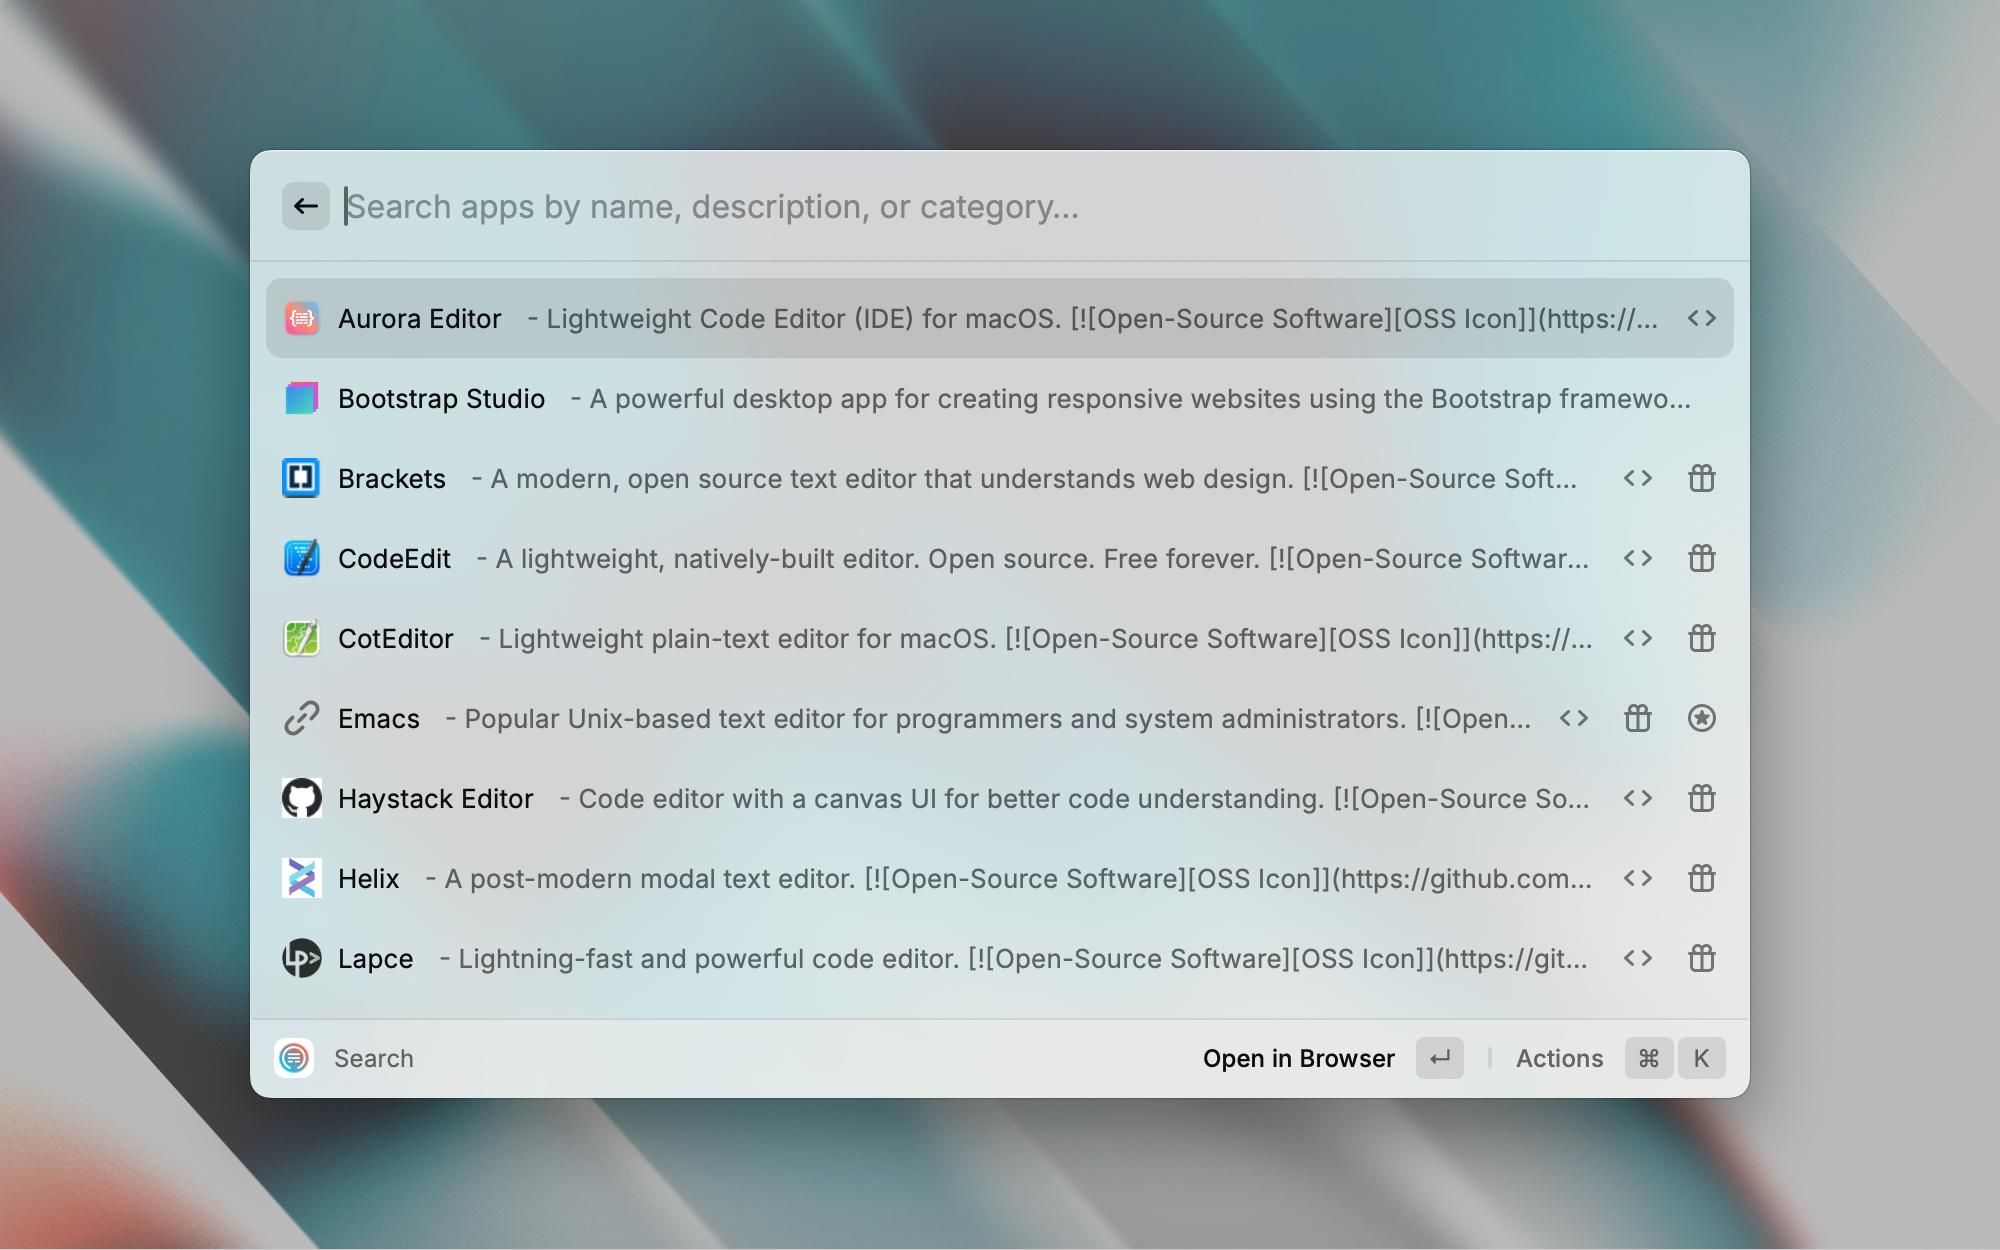 Search apps by name, description, or category...
Aurora Editor - Lightweight Code Editor (IDE) for macOS. [![Open-Source Software][OSS Icon]](https://...
Bootstrap Studio - A powerful desktop app for creating responsive websites using the Bootstrap framewo...
Brackets - A modern, open source text editor that understands web design. [![Open-Source Soft...
CodeEdit - A lightweight, natively-built editor. Open source. Free forever. [![Open-Source Softwar...
CotEditor - Lightweight plain-text editor for macOS. [![Open-Source Software][OSS Icon]](https://...
Emacs - Popular Unix-based text editor for programmers and system administrators. [![Open...
Haystack Editor - Code editor with a canvas UI for better code understanding. [![Open-Source So...
Helix - A post-modern modal text editor. [![Open-Source Software][OSS Icon]](https://github.com...
Lapce - Lightning-fast and powerful code editor. [![Open-Source Software][OSS Icon]](https://git...
Search Open in Browser ↵ Actions ⌘ K